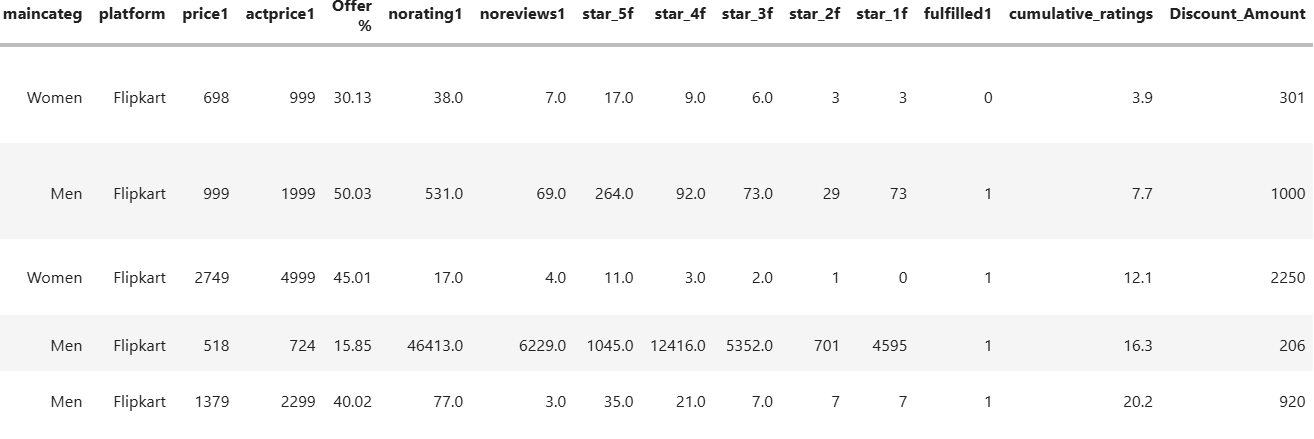 maincateg platform price1 actprice1 Offer % norating1 noreviews1 star_5f star_4f star_3f star_2f star_1f fulfilled1 cumulative_ratings Discount_Amount
Women Flipkart 698 999 30.13 38.0 7.0 17.0 9.0 6.0 3 3 0 3.9 301
Men Flipkart 999 1999 50.03 531.0 69.0 264.0 92.0 73.0 29 73 1 7.7 1000
Women Flipkart 2749 4999 45.01 17.0 4.0 11.0 3.0 2.0 1 0 1 12.1 2250
Men Flipkart 518 724 15.85 46413.0 6229.0 1045.0 12416.0 5352.0 701 4595 1 16.3 206
Men Flipkart 1379 2299 40.02 77.0 3.0 35.0 21.0 7.0 7 7 1 20.2 920